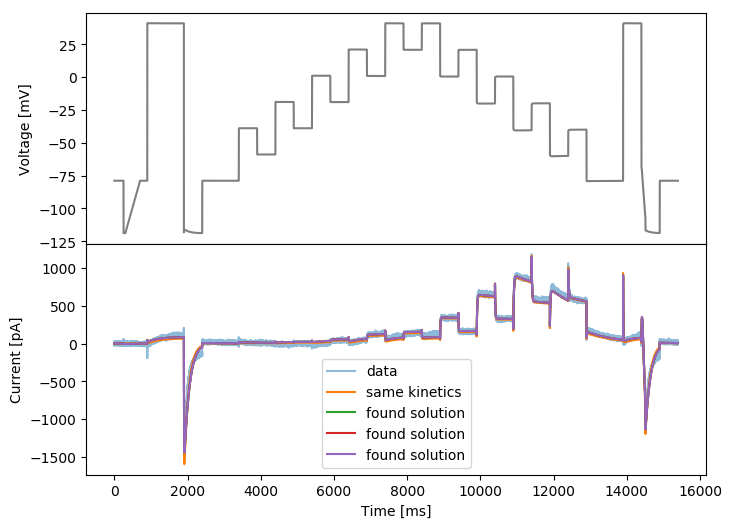 Voltage [mV]
25
0
−25
−50
−75
−100
−125
Current [pA]
1000
500
0
−500
−1000
−1500
data
same kinetics
found solution
found solution
found solution
0
2000
4000
6000
8000
10000
12000
14000
16000
Time [ms]